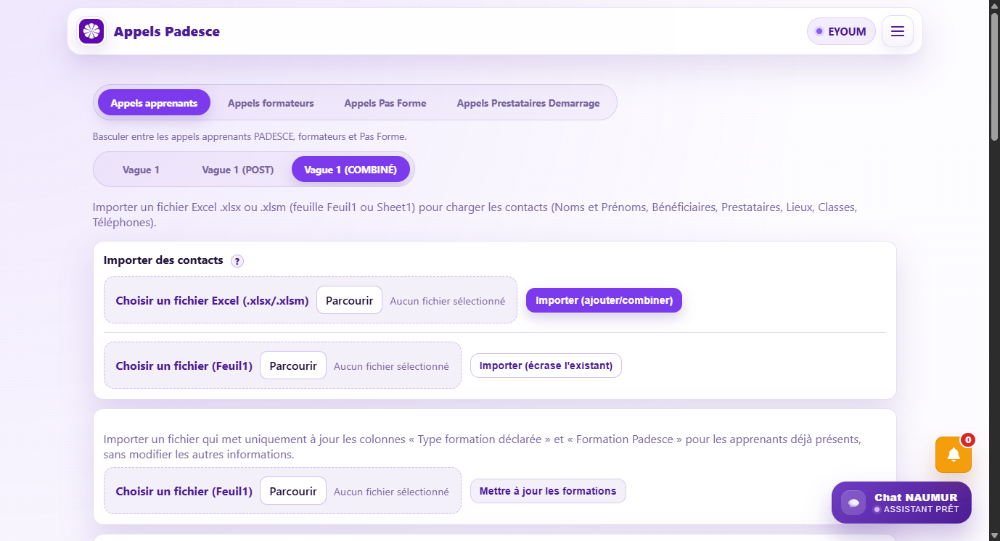 Appels Padesce
EYOUM
Appels apprenants
Appels formateurs
Appels Pas Forme
Appels Prestataires Demarrage
Basculer entre les appels apprenants PADESCE, formateurs et Pas Forme.
Vague 1
Vague 1 (POST)
Vague 1 (COMBINÉ)
Importer un fichier Excel .xlsx ou .xlsm (feuille Feuil1 ou Sheet1) pour charger les contacts (Noms et Prénoms, Bénéficiaires, Prestataires, Lieux, Classes,
Téléphones).
Importer des contacts ?
Choisir un fichier Excel (.xlsx/.xlsm)
Parcourir
Aucun fichier sélectionné
Importer (ajouter/combiner)
Choisir un fichier (Feuil1)
Parcourir
Aucun fichier sélectionné
Importer (écrase l'existant)
Importer un fichier qui met uniquement à jour les colonnes « Type formation déclarée » et « Formation Padesce » pour les apprenants déjà présents,
sans modifier les autres informations.
Choisir un fichier (Feuil1)
Parcourir
Aucun fichier sélectionné
Mettre à jour les formations
0
Chat NAUMUR
ASSISTANT PRÊT